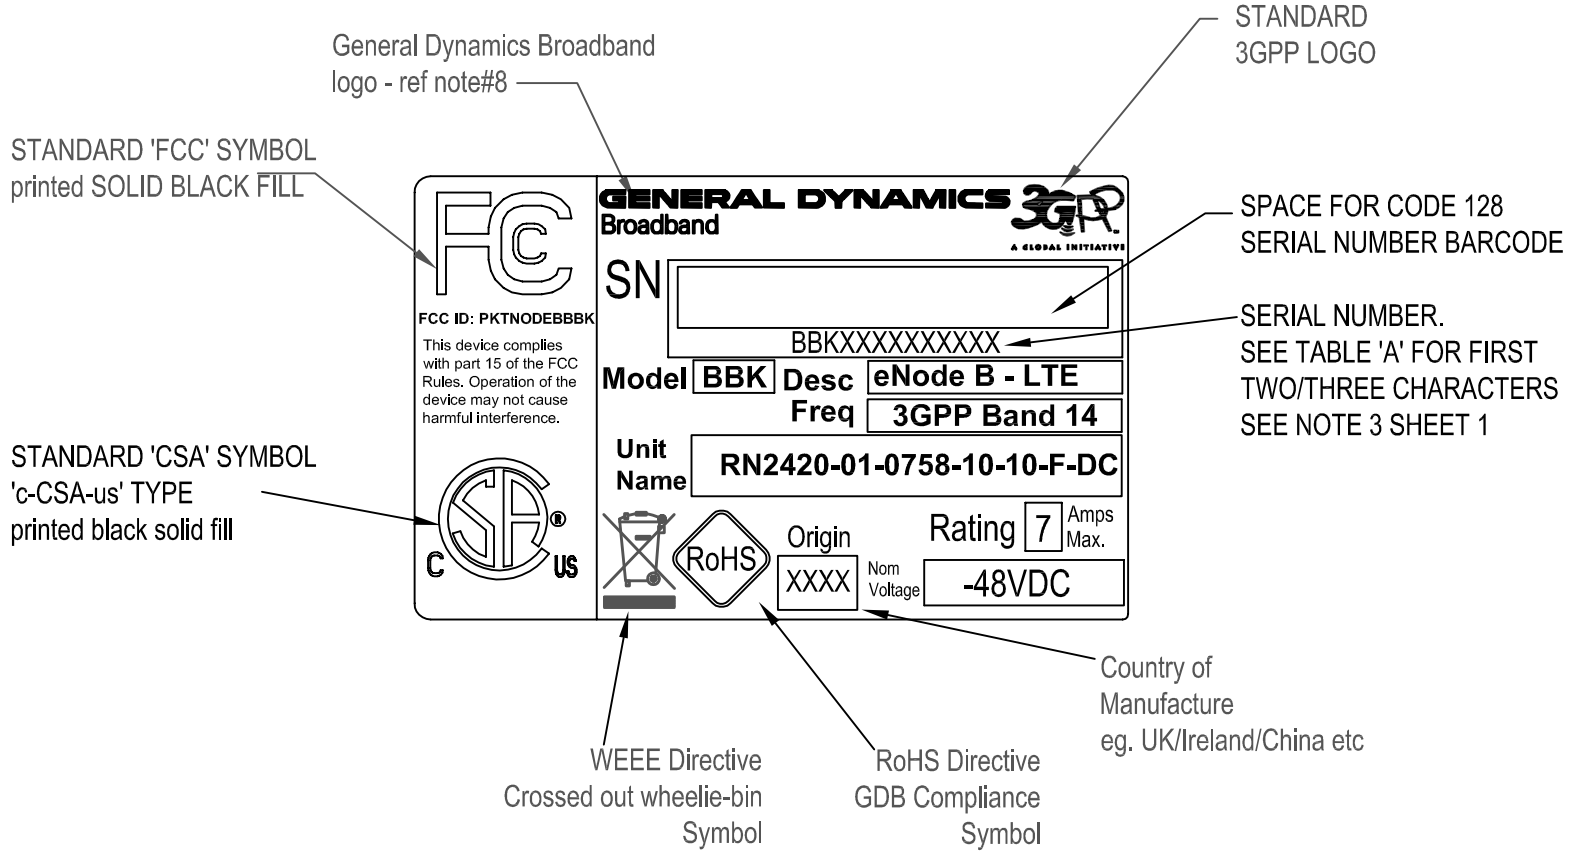 STANDARD
3GPP LOGO
General Dynamics Broadband
logo - ref note#8
STANDARD 'FCC' SYMBOL
printed SOLID BLACK FILL
FCC
GENERAL DYNAMICS
Broadband
3GPP™
A GLOBAL INITIATIVE
SPACE FOR CODE 128
SERIAL NUMBER BARCODE
SN
FCC ID: PKTNODEBBBK
BBKXXXXXXXXXX
SERIAL NUMBER.
SEE TABLE 'A' FOR FIRST
TWO/THREE CHARACTERS
SEE NOTE 3 SHEET 1
This device complies
with part 15 of the FCC
Rules. Operation of the
device may not cause
harmful interference.
Model BBK Desc eNode B - LTE
Freq 3GPP Band 14
Unit
Name RN2420-01-0758-10-10-F-DC
STANDARD 'CSA' SYMBOL
'c-CSA-us' TYPE
printed black solid fill
CSA ®
C US
RoHS
Origin
XXXX
Rating 7 Amps
Max.
Nom
Voltage -48VDC
Country of
Manufacture
eg. UK/Ireland/China etc
WEEE Directive
Crossed out wheelie-bin
Symbol
RoHS Directive
GDB Compliance
Symbol